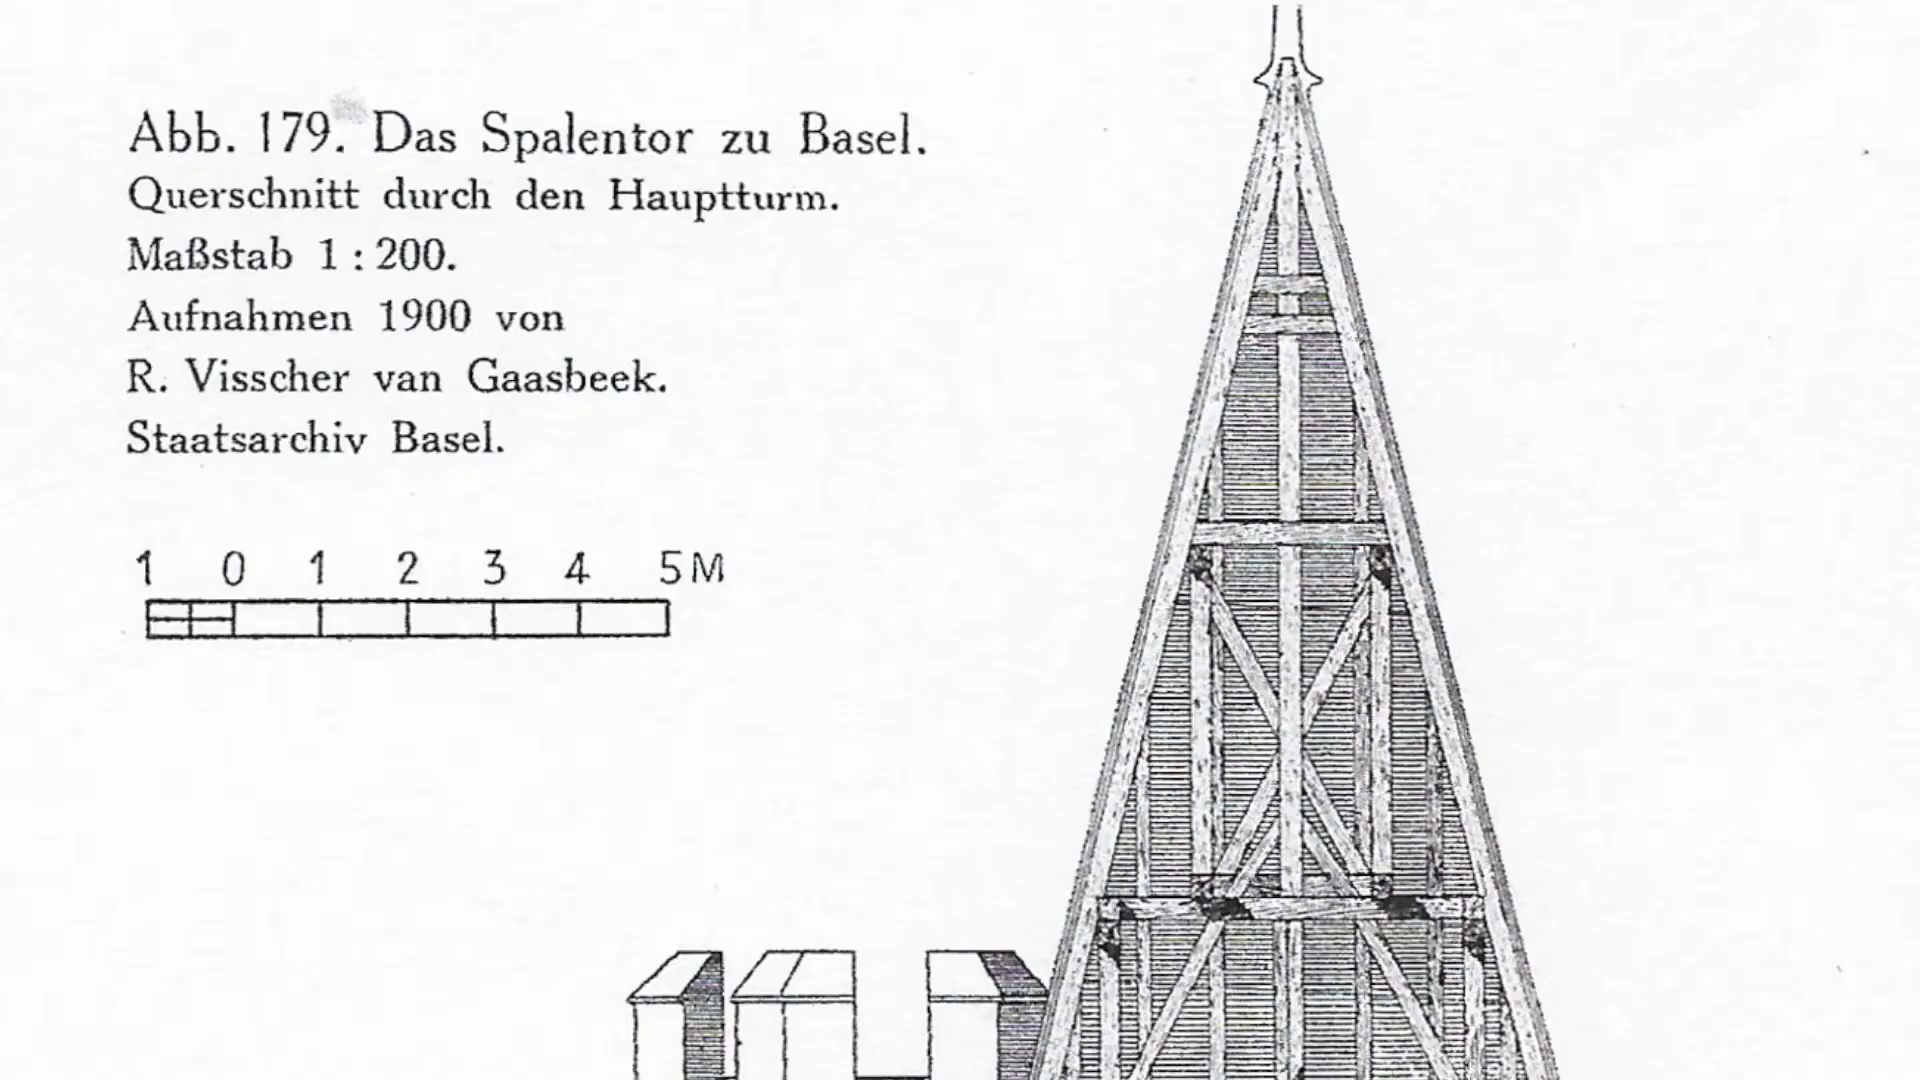 Abb. 179. Das Spalentor zu Basel.
Querschnitt durch den Hauptturm.
Maßstab 1 : 200.
Aufnahmen 1900 von
R. Visscher van Gaasbeek.
Staatsarchiv Basel.
1 0 1 2 3 4 5 M